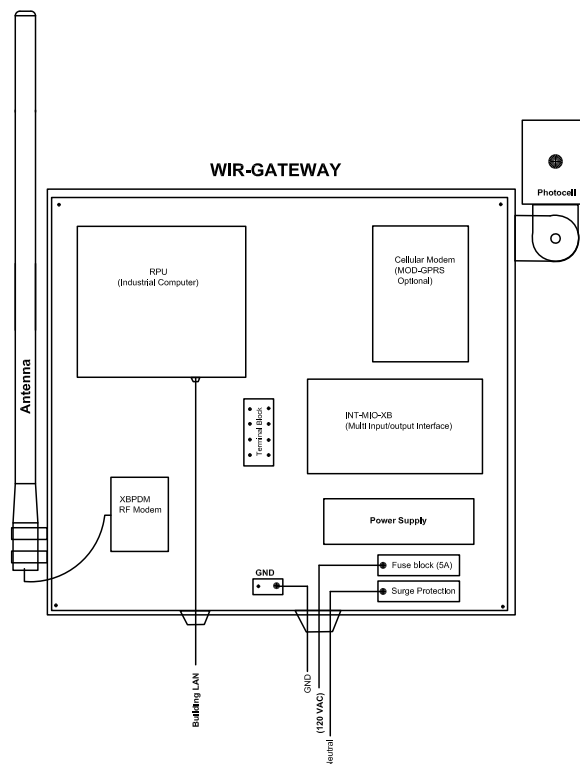 WIR-GATEWAY
Photocell
RPU
(Industrial Computer)
Cellular Modem
(MOD-GPRS
Optional)
Antenna
Terminal Block
INT-MIO-XB
(Multi Input/output Interface)
XBPDM
RF Modem
Power Supply
Fuse block (5A)
GND
Surge Protection
Building LAN
GND
(120 VAC)
Neutral